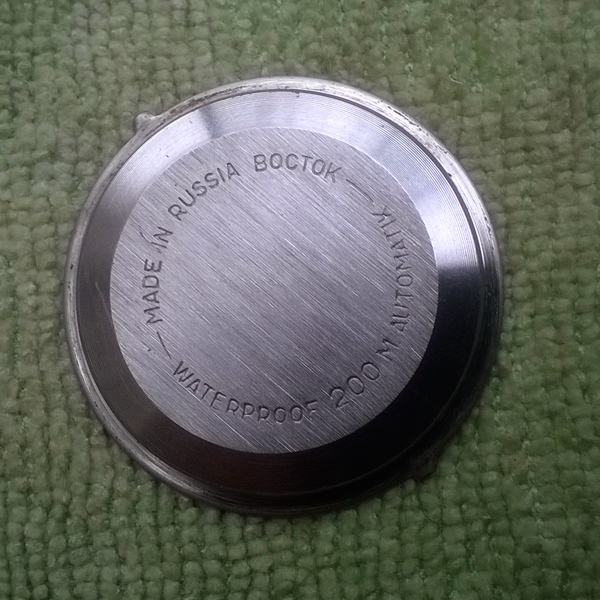 — MADE IN RUSSIA ВОСТОК —
WATERPROOF 200 M AUTOMATIK